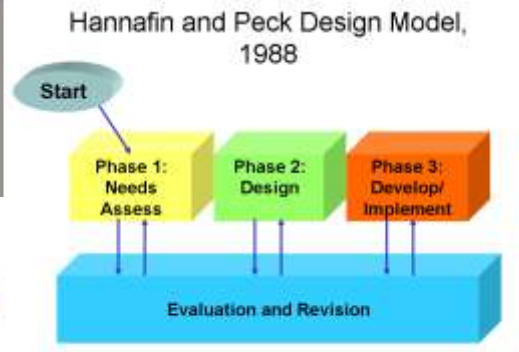 Hannafin and Peck Design Model,
1988
Start
Phase 1:
Needs
Assess
Phase 2:
Design
Phase 3:
Develop/
Implement
Evaluation and Revision